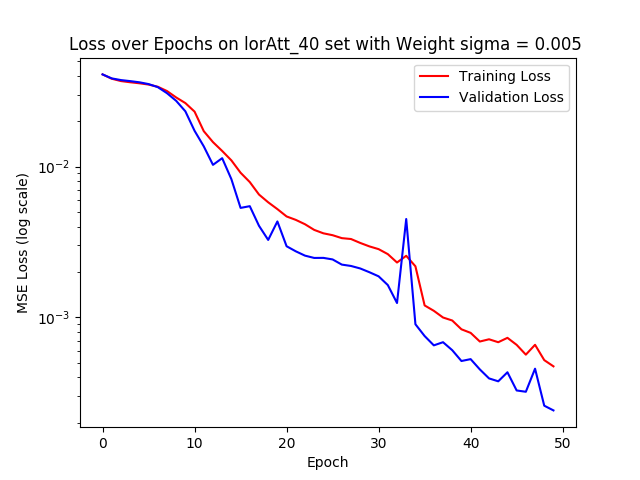 Loss over Epochs on lorAtt_40 set with Weight sigma = 0.005
Training Loss
Validation Loss
MSE Loss (log scale)
10⁻²
10⁻³
0 10 20 30 40 50
Epoch